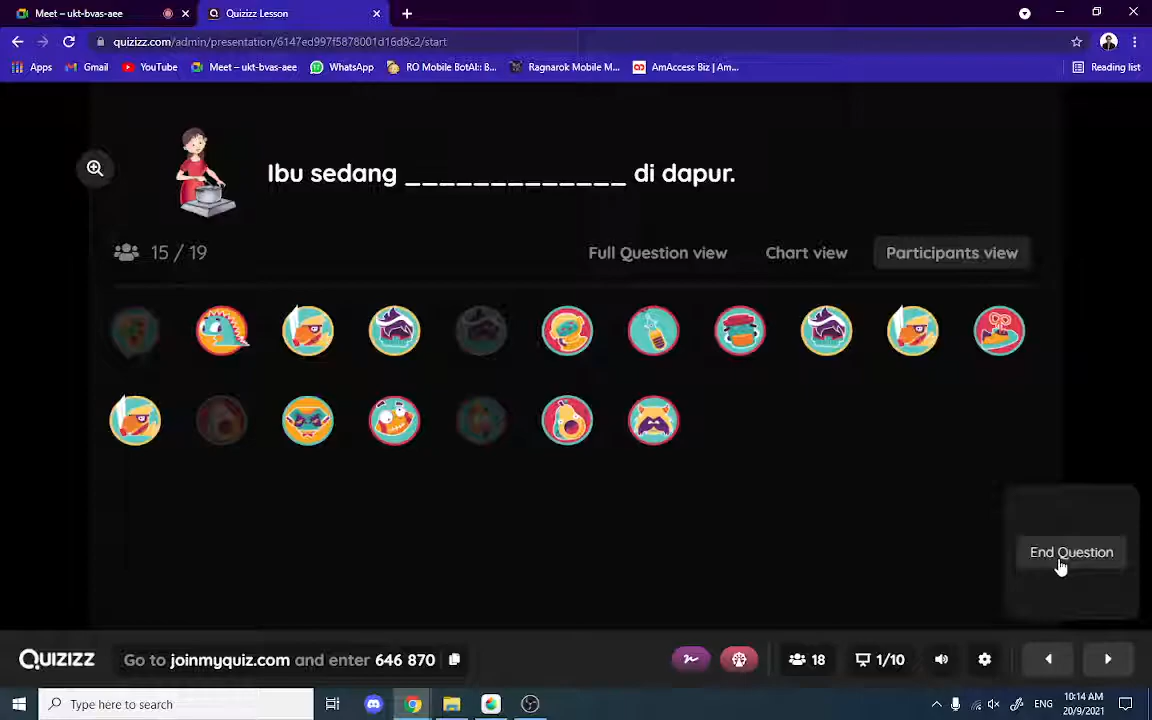 Meet – ukt-bvas-aee
Quizizz Lesson
quizizz.com/admin/presentation/6147ed997f5878001d16d9c2/start
Apps
Gmail
YouTube
Meet – ukt-bvas-aee
WhatsApp
RO Mobile BotAI:: B...
Ragnarok Mobile M...
AmAccess Biz | Am...
Reading list
Ibu sedang _____________ di dapur.
15 / 19
Full Question view
Chart view
Participants view
End Question
Quizizz
Go to joinmyquiz.com and enter 646 870
18
1/10
Type here to search
ENG
10:14 AM
20/9/2021